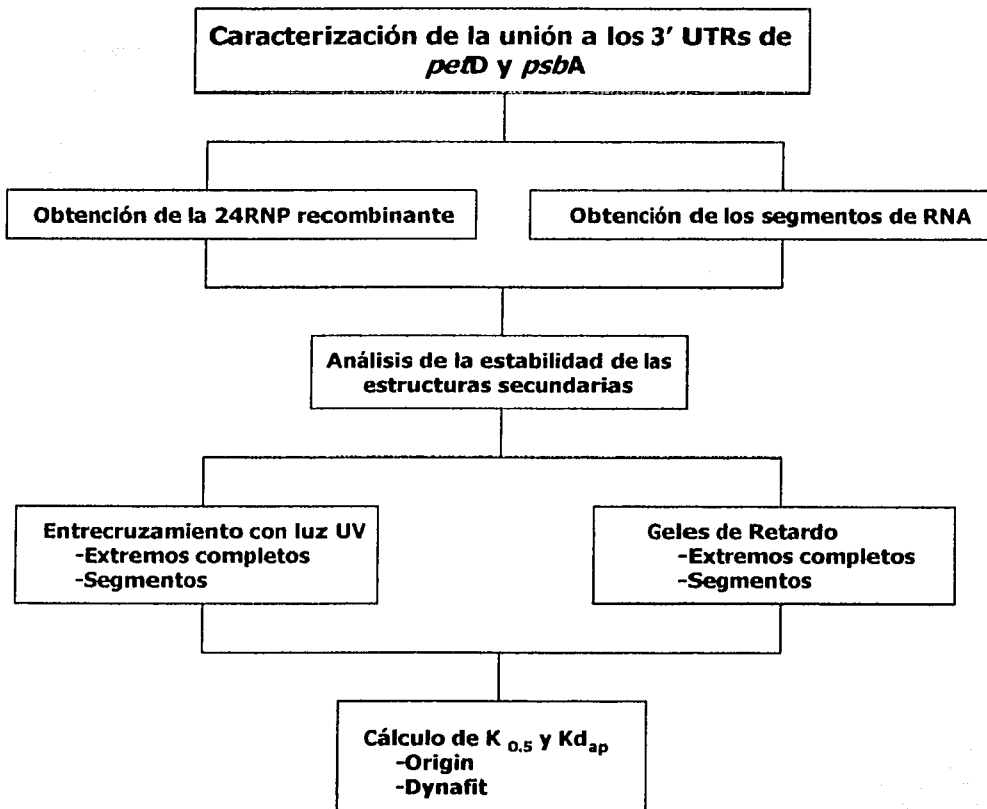 Caracterización de la unión a los 3' UTRs de
petD y psbA
Obtención de la 24RNP recombinante
Obtención de los segmentos de RNA
Análisis de la estabilidad de las
estructuras secundarias
Entrecruzamiento con luz UV
-Extremos completos
-Segmentos
Geles de Retardo
-Extremos completos
-Segmentos
Cálculo de K 0.5 y Kdap
-Origin
-Dynafit